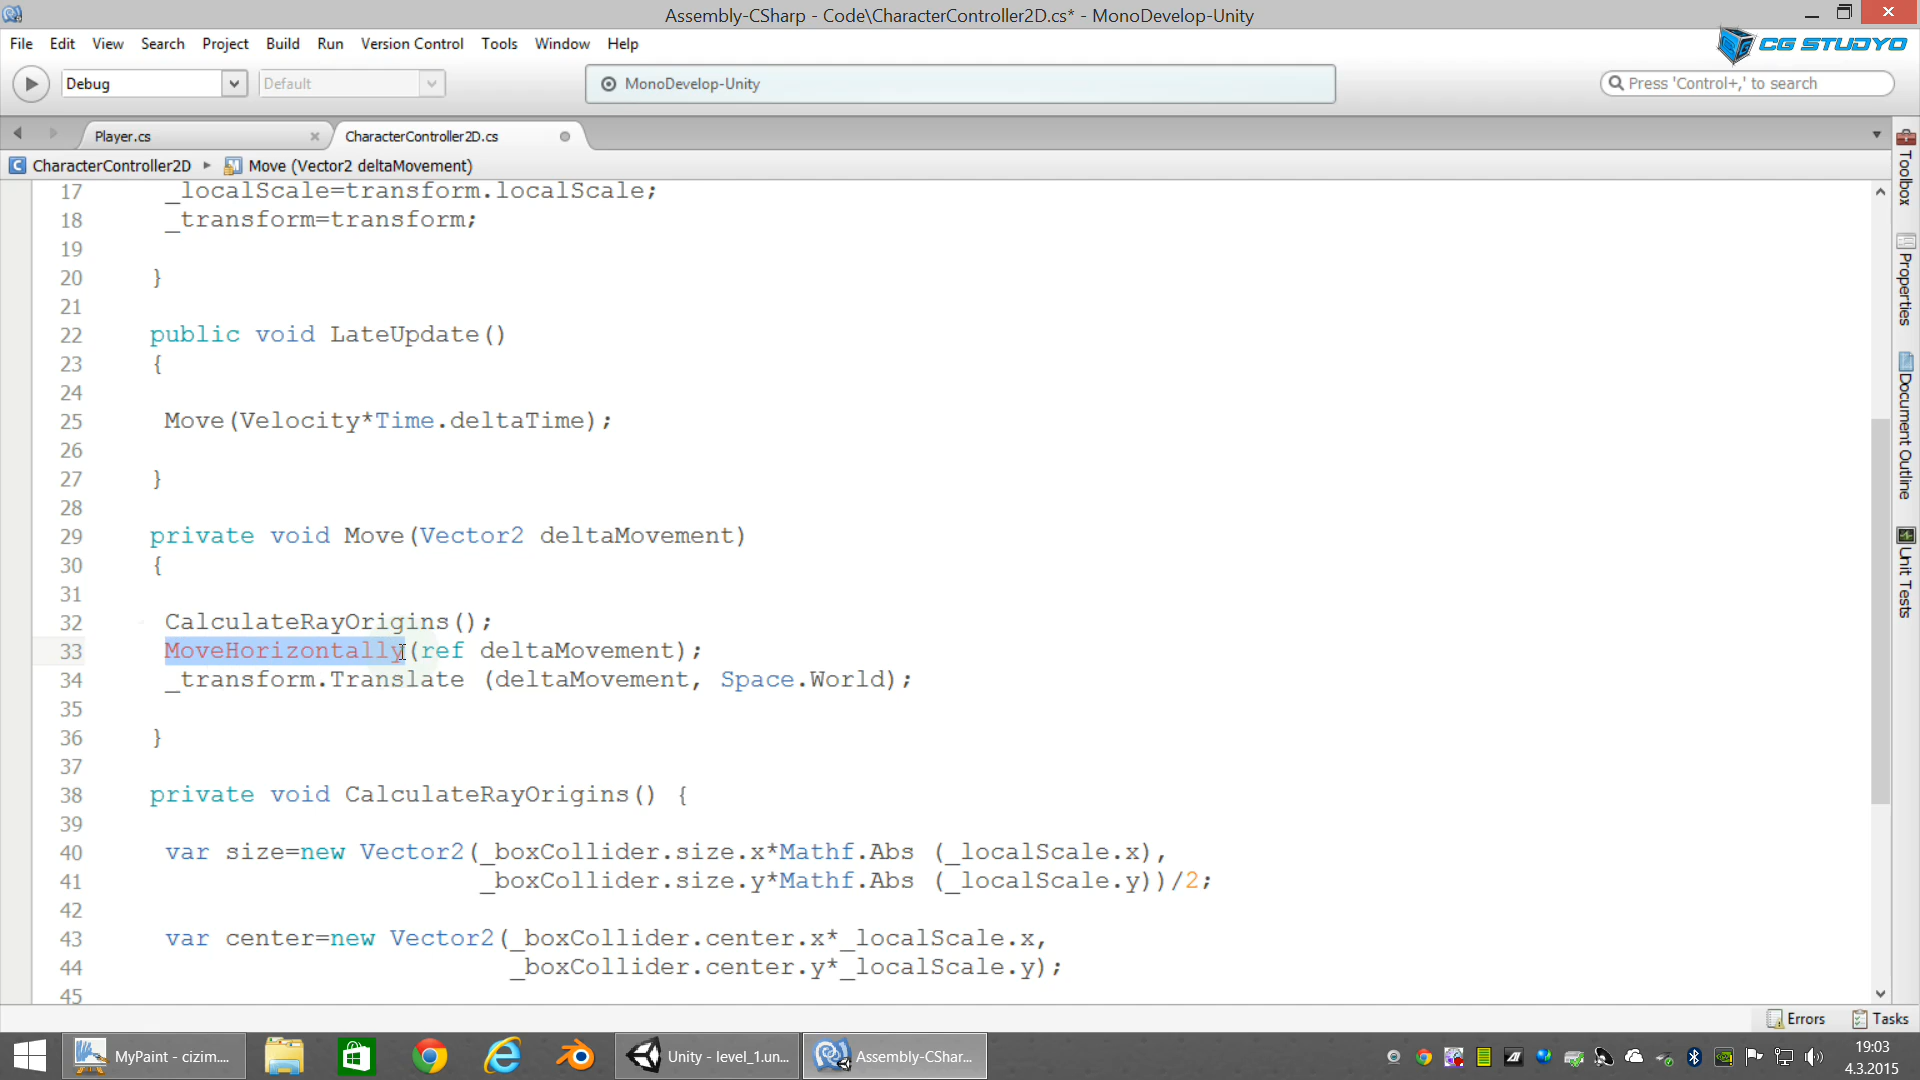 Assembly-CSharp - Code\CharacterController2D.cs* - MonoDevelop-Unity
File Edit View Search Project Build Run Version Control Tools Window Help
CG STUDYO
Debug Default MonoDevelop-Unity Press 'Control+,' to search
Player.cs CharacterController2D.cs
CharacterController2D Move (Vector2 deltaMovement)
17 _localScale=transform.localScale;
18 _transform=transform;
19
20 }
21
22 public void LateUpdate()
23 {
24
25 Move(Velocity*Time.deltaTime);
26
27 }
28
29 private void Move(Vector2 deltaMovement)
30 {
31
32 CalculateRayOrigins();
33 MoveHorizontally(ref deltaMovement);
34 _transform.Translate (deltaMovement, Space.World);
35
36 }
37
38 private void CalculateRayOrigins() {
39
40 var size=new Vector2(_boxCollider.size.x*Mathf.Abs (_localScale.x),
41 _boxCollider.size.y*Mathf.Abs (_localScale.y))/2;
42
43 var center=new Vector2(_boxCollider.center.x*_localScale.x,
44 _boxCollider.center.y*_localScale.y);
45
Toolbox
Properties
Document Outline
Unit Tests
Errors Tasks
MyPaint - cizim.... Unity - level_1.un... Assembly-CShar...
19:03
4.3.2015